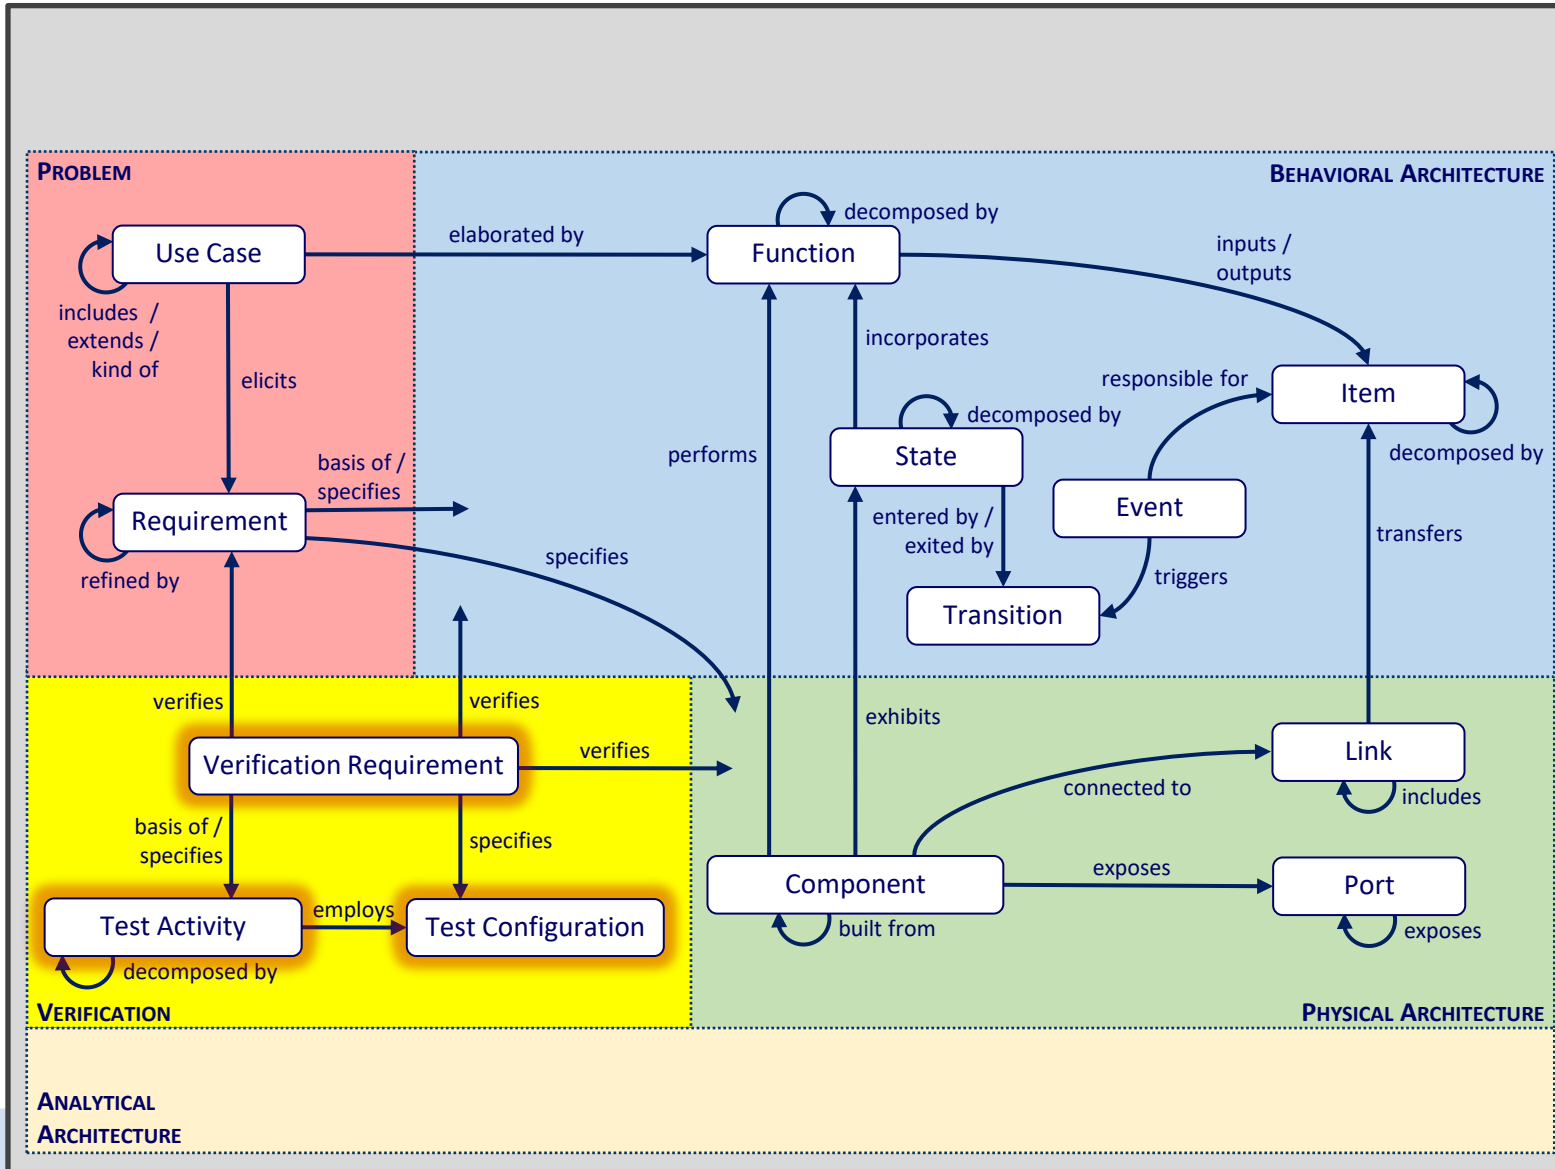 PROBLEM
BEHAVIORAL ARCHITECTURE
decomposed by
Use Case
elaborated by
Function
inputs /
outputs
includes /
extends /
kind of
incorporates
elicits
responsible for
Item
decomposed by
decomposed by
performs
State
basis of /
specifies
Requirement
Event
entered by /
exited by
transfers
specifies
refined by
triggers
Transition
verifies
verifies
exhibits
Verification Requirement
verifies
Link
connected to
includes
basis of /
specifies
specifies
exposes
Component
Port
Test Activity
employs
Test Configuration
built from
exposes
decomposed by
VERIFICATION
PHYSICAL ARCHITECTURE
ANALYTICAL
ARCHITECTURE